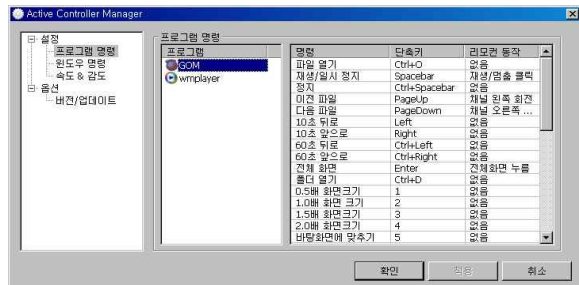 Active Controller Manager
설정
프로그램 명령
윈도우 명령
속도 & 감도
옵션
버전/업데이트
프로그램 명령
프로그램
GOM
wmplayer
명령 단축키 리모컨 동작
파일 열기 Ctrl+O 없음
재생/일시 정지 Spacebar 재생/멈춤 클릭
정지 Ctrl+Spacebar 없음
이전 파일 PageUp 채널 왼쪽 회전
다음 파일 PageDown 채널 오른쪽 ...
10초 뒤로 Left 없음
10초 앞으로 Right 없음
60초 뒤로 Ctrl+Left 없음
60초 앞으로 Ctrl+Right 없음
전체 화면 Enter 전체화면 누름
폴더 열기 Ctrl+D 없음
0.5배 화면크기 1 없음
1.0배 화면 크기 2 없음
1.5배 화면크기 3 없음
2.0배 화면크기 4 없음
바탕화면에 맞추기 5 없음
확인 적용 취소